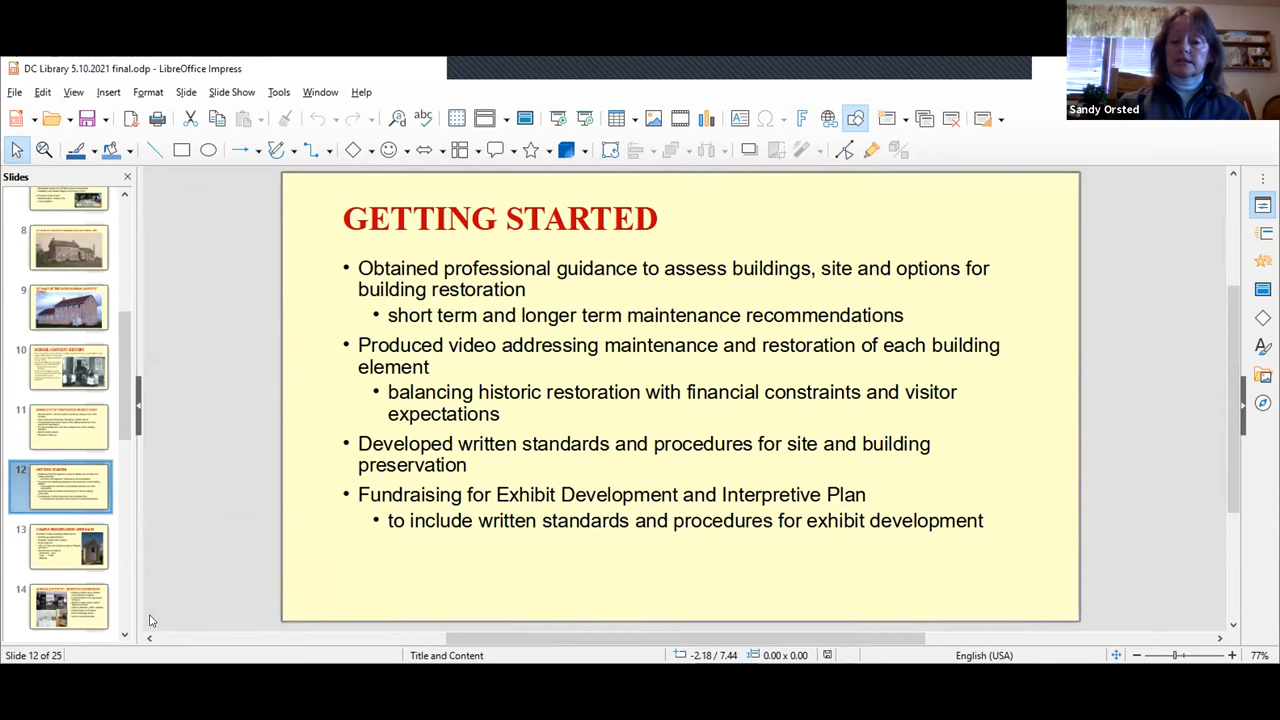 Sandy Orsted
DC Library 5.10.2021 final.odp - LibreOffice Impress
File Edit View Insert Format Slide Slide Show Tools Window Help
abc
Slides
8
9
10
11
12
13
14
GETTING STARTED
• Obtained professional guidance to assess buildings, site and options for
building restoration
• short term and longer term maintenance recommendations
• Produced video addressing maintenance and restoration of each building
element
• balancing historic restoration with financial constraints and visitor
expectations
• Developed written standards and procedures for site and building
preservation
• Fundraising for Exhibit Development and Interpretive Plan
• to include written standards and procedures for exhibit development
Slide 12 of 25
Title and Content
-2.18 / 7.44 0.00 x 0.00
English (USA)
77%